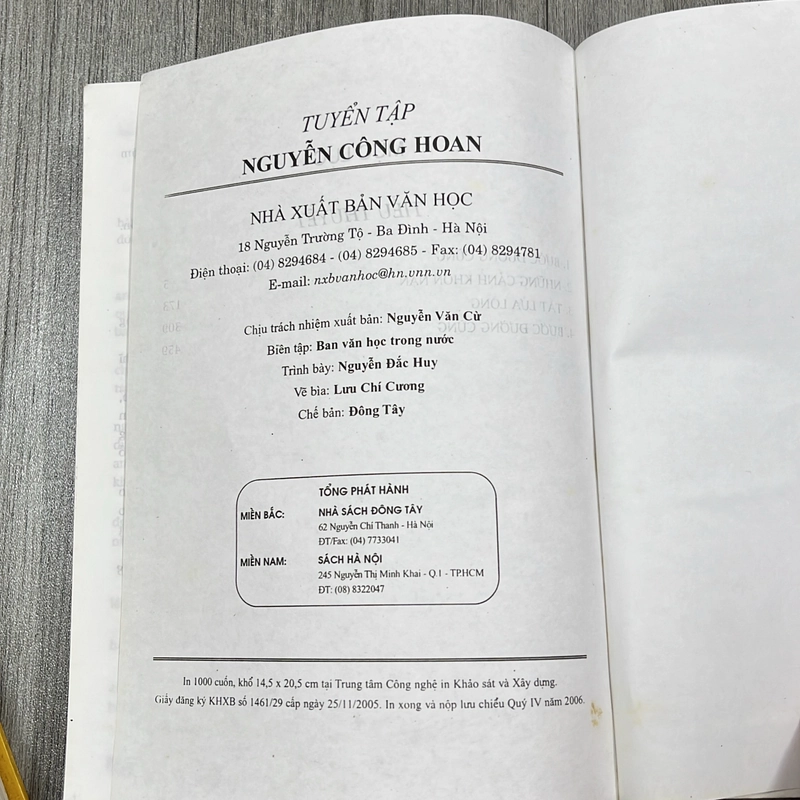 TUYỂN TẬP
NGUYỄN CÔNG HOAN
NHÀ XUẤT BẢN VĂN HỌC
18 Nguyễn Trường Tộ - Ba Đình - Hà Nội
Điện thoại: (04) 8294684 - (04) 8294685 - Fax: (04) 8294781
E-mail: nxbvanhoc@hn.vnn.vn
Chịu trách nhiệm xuất bản: Nguyễn Văn Cừ
Biên tập: Ban văn học trong nước
Trình bày: Nguyễn Đắc Huy
Vẽ bìa: Lưu Chí Cương
Chế bản: Đông Tây
TỔNG PHÁT HÀNH
MIỀN BẮC: NHÀ SÁCH ĐÔNG TÂY
62 Nguyễn Chí Thanh - Hà Nội
ĐT/Fax: (04) 7733041
MIỀN NAM: SÁCH HÀ NỘI
245 Nguyễn Thị Minh Khai - Q.1 - TP.HCM
ĐT: (08) 8322047
In 1000 cuốn, khổ 14,5 x 20,5 cm tại Trung tâm Công nghệ in Khảo sát và Xây dựng.
Giấy đăng ký KHXB số 1461/29 cấp ngày 25/11/2005. In xong và nộp lưu chiểu Quý IV năm 2006.